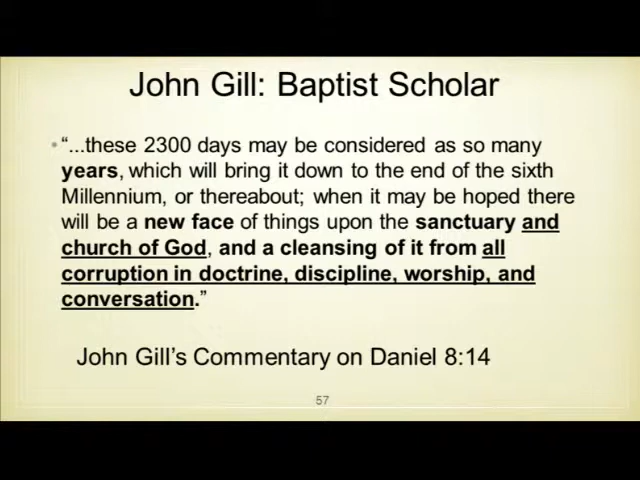 John Gill: Baptist Scholar
• “...these 2300 days may be considered as so many
years, which will bring it down to the end of the sixth
Millennium, or thereabout; when it may be hoped there
will be a new face of things upon the sanctuary and
church of God, and a cleansing of it from all
corruption in doctrine, discipline, worship, and
conversation.”
John Gill’s Commentary on Daniel 8:14
57